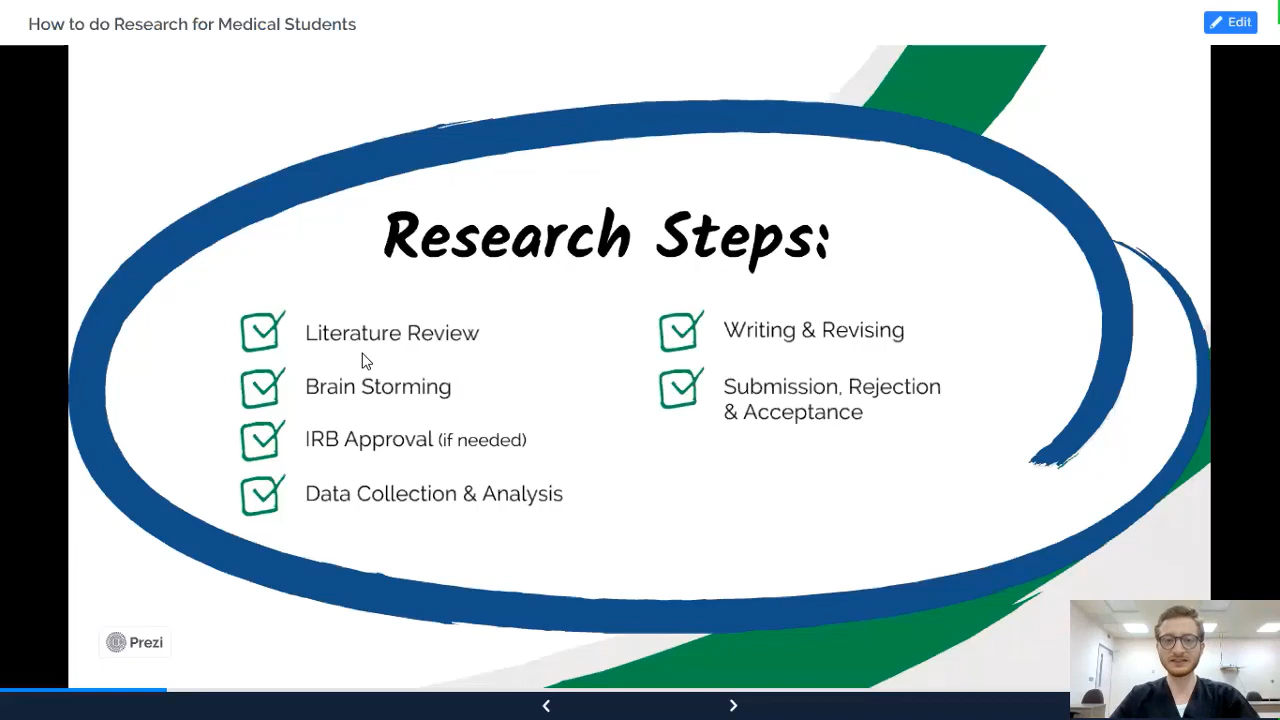 How to do Research for Medical Students
Edit
Research Steps:
Literature Review
Brain Storming
IRB Approval (if needed)
Data Collection & Analysis
Writing & Revising
Submission, Rejection
& Acceptance
Prezi